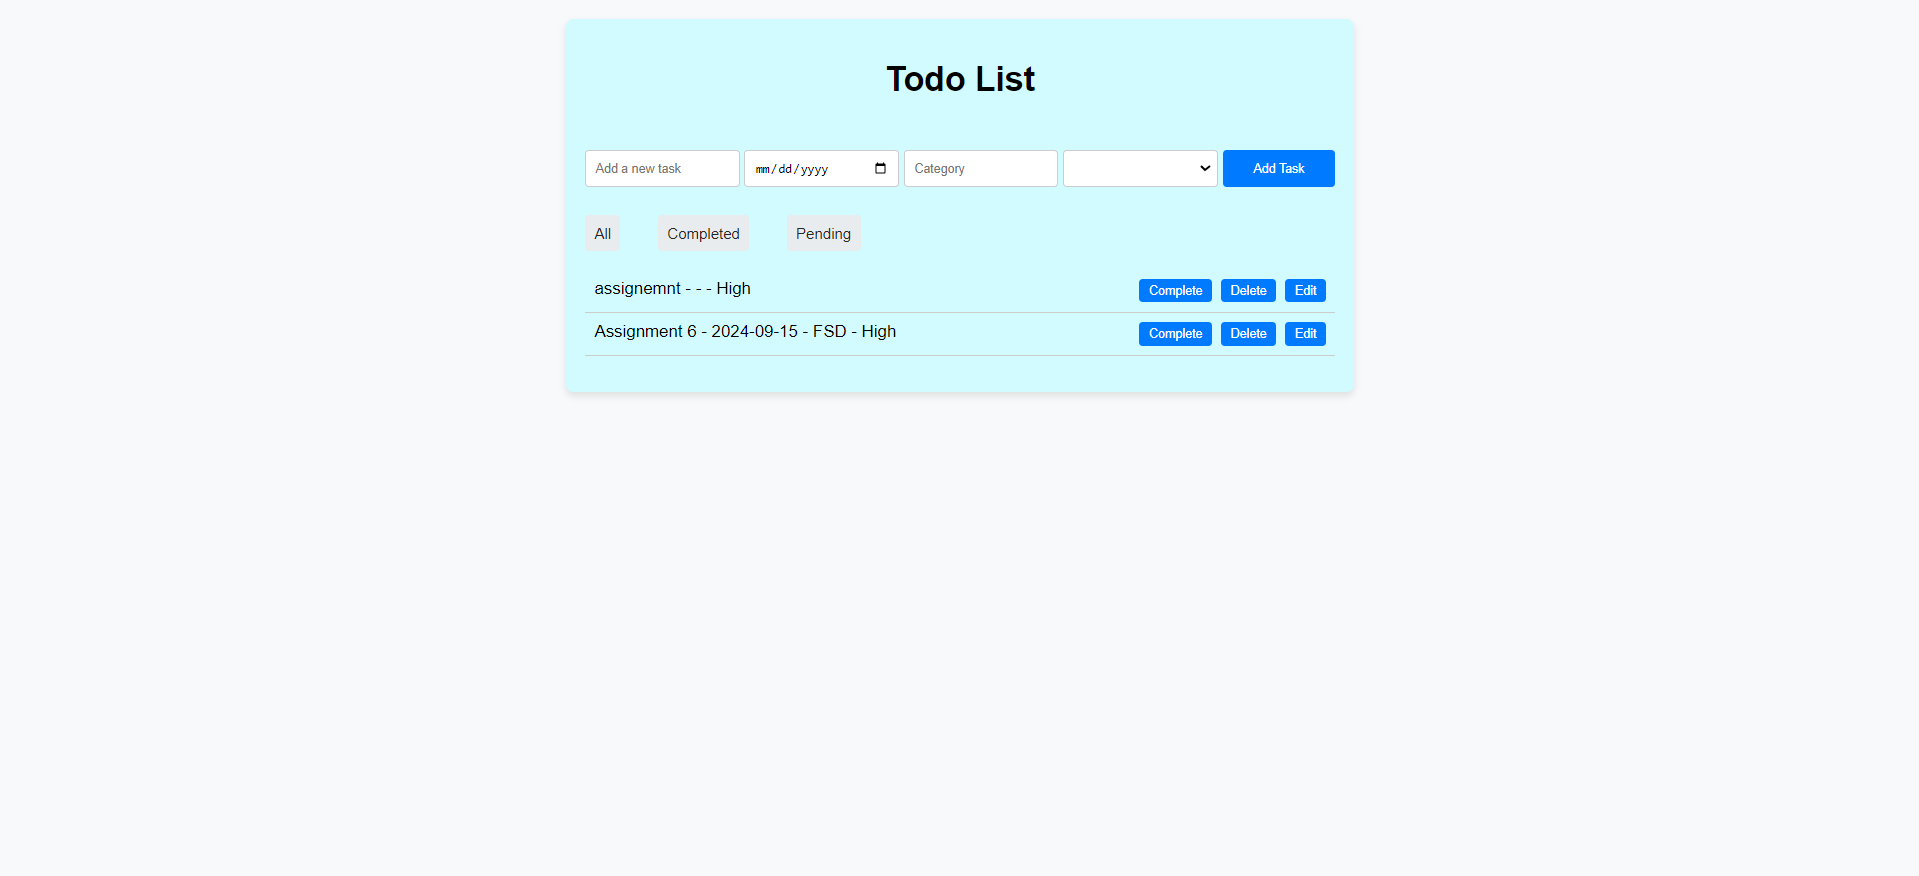 Todo List
Add a new task mm/dd/yyyy Category Add Task
All Completed Pending
assignemnt - - - High Complete Delete Edit
Assignment 6 - 2024-09-15 - FSD - High Complete Delete Edit